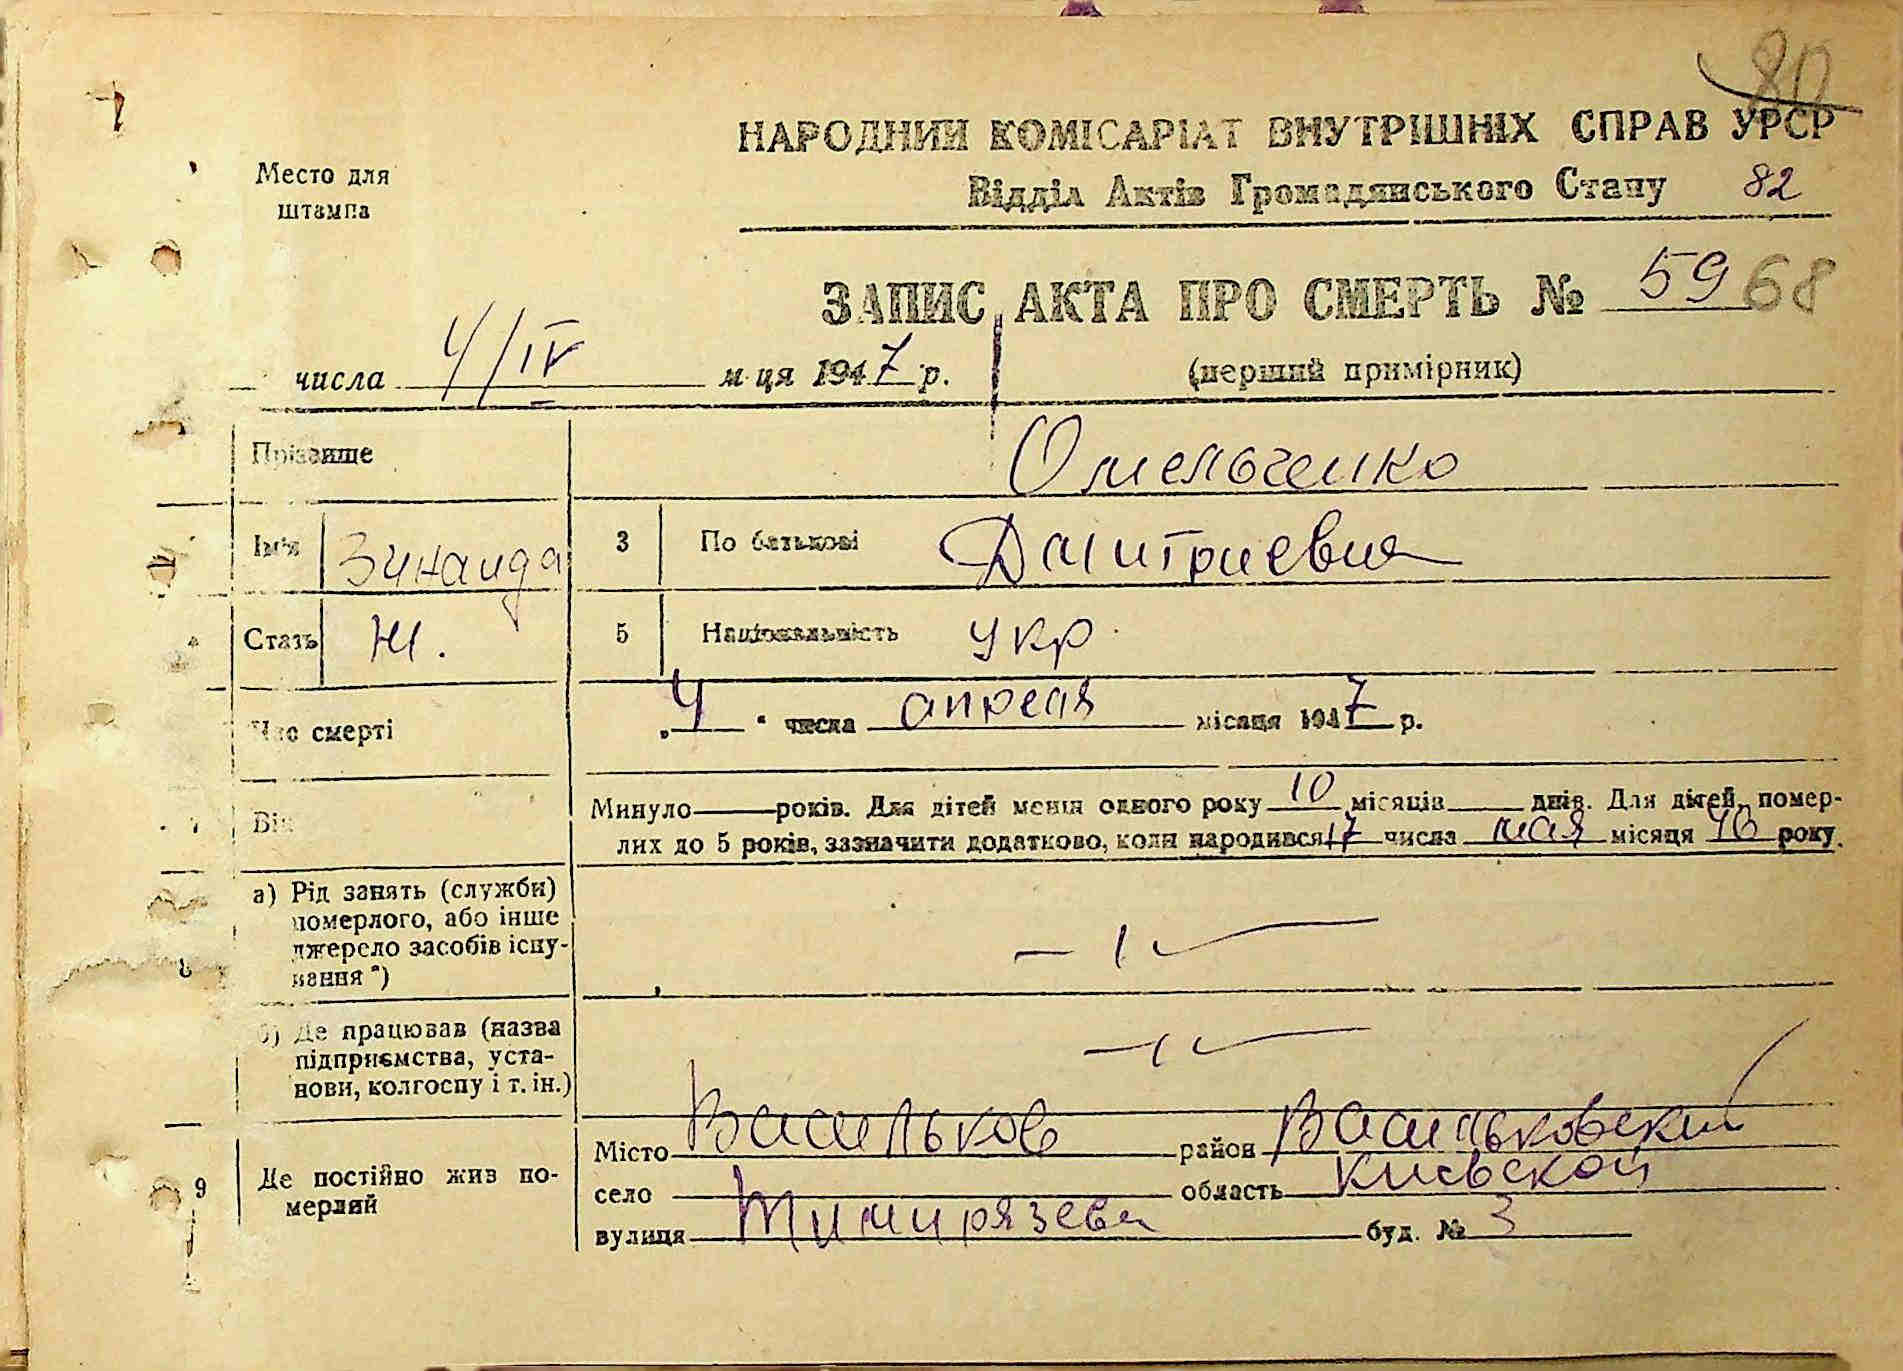 80
НАРОДНИЙ КОМІСАРІАТ ВНУТРІШНІХ СПРАВ УРСР
Место для штампа
Відділ Актів Громадянського Стану 82
ЗАПИС АКТА ПРО СМЕРТЬ № 59 68
числа 4/IV м-ця 1947 р. (перший примірник)
Прізвище Омельченко
Ім'я Зинаида 3 По батькові Дмитриевна
4 Стать Ж. 5 Національність укр
Час смерті „4“ числа апреля місяця 1947 р.
7 Вік Минуло — років. Для дітей менш одного року 10 місяців — днів. Для дітей, помер-
лих до 5 років, зазначити додатково, коли народився 17 числа мая місяця 46 року.
8 а) Рід занять (служби)
померлого, або інше
джерело засобів існу-
вання *)
б) Де працював (назва
підприємства, уста-
нови, колгоспу і т. ін.)
9 Де постійно жив по-
мерлий
Місто Васильков район Васильковский
село область Киевской
вулиця Тимирязева буд. № 3